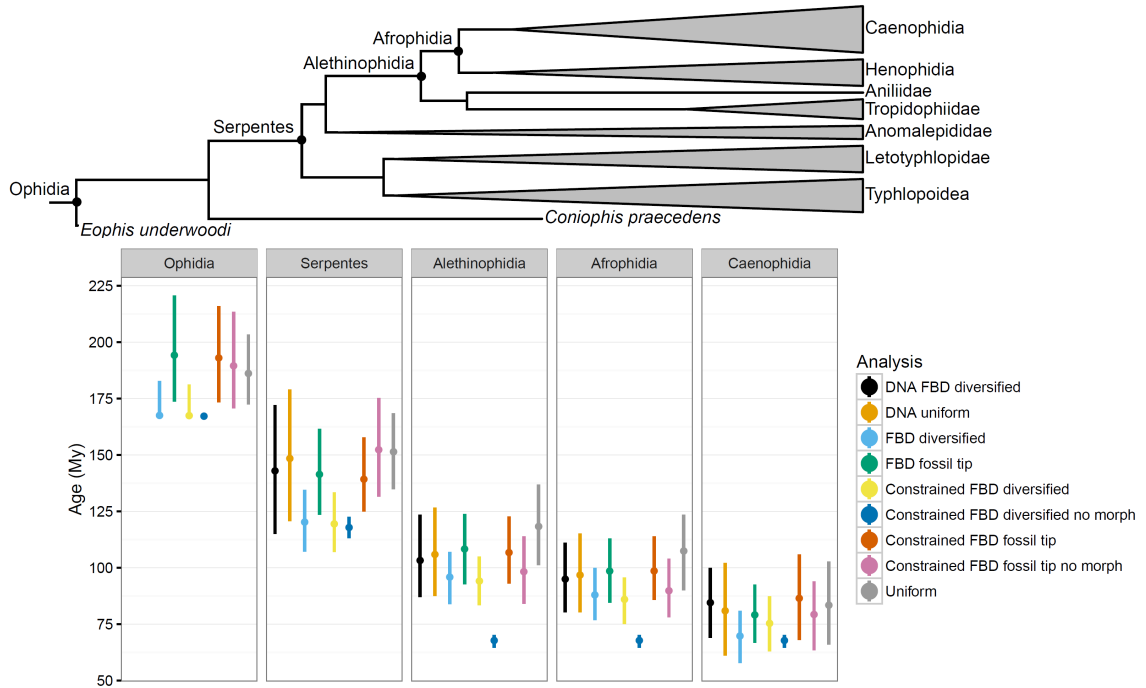 Caenophidia
Afrophidia
Alethinophidia
Henophidia
Aniliidae
Tropidophiidae
Serpentes
Anomalepididae
Letotyphlopidae
Ophidia
Typhlopoidea
Coniophis praecedens
Eophis underwoodi
Ophidia Serpentes Alethinophidia Afrophidia Caenophidia
225
200
175
150
125
100
75
50
Age (My)
Analysis
DNA FBD diversified
DNA uniform
FBD diversified
FBD fossil tip
Constrained FBD diversified
Constrained FBD diversified no morph
Constrained FBD fossil tip
Constrained FBD fossil tip no morph
Uniform